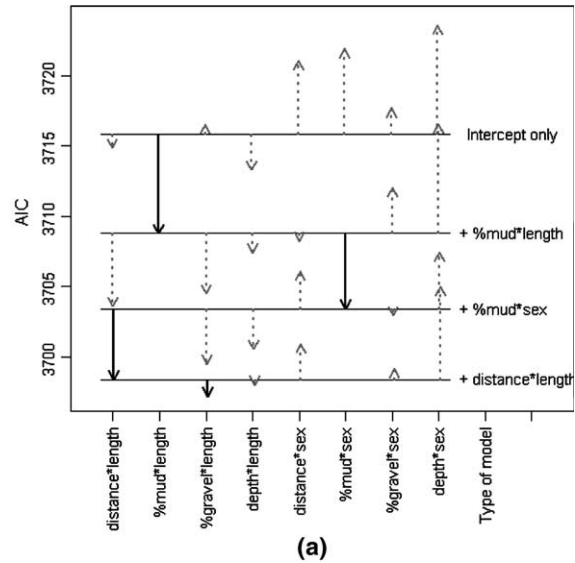 3720
Intercept only
3715
AIC
3710
+ %mud*length
3705
+ %mud*sex
3700
+ distance*length
distance*length
%mud*length
%gravel*length
depth*length
distance*sex
%mud*sex
%gravel*sex
depth*sex
Type of model
(a)